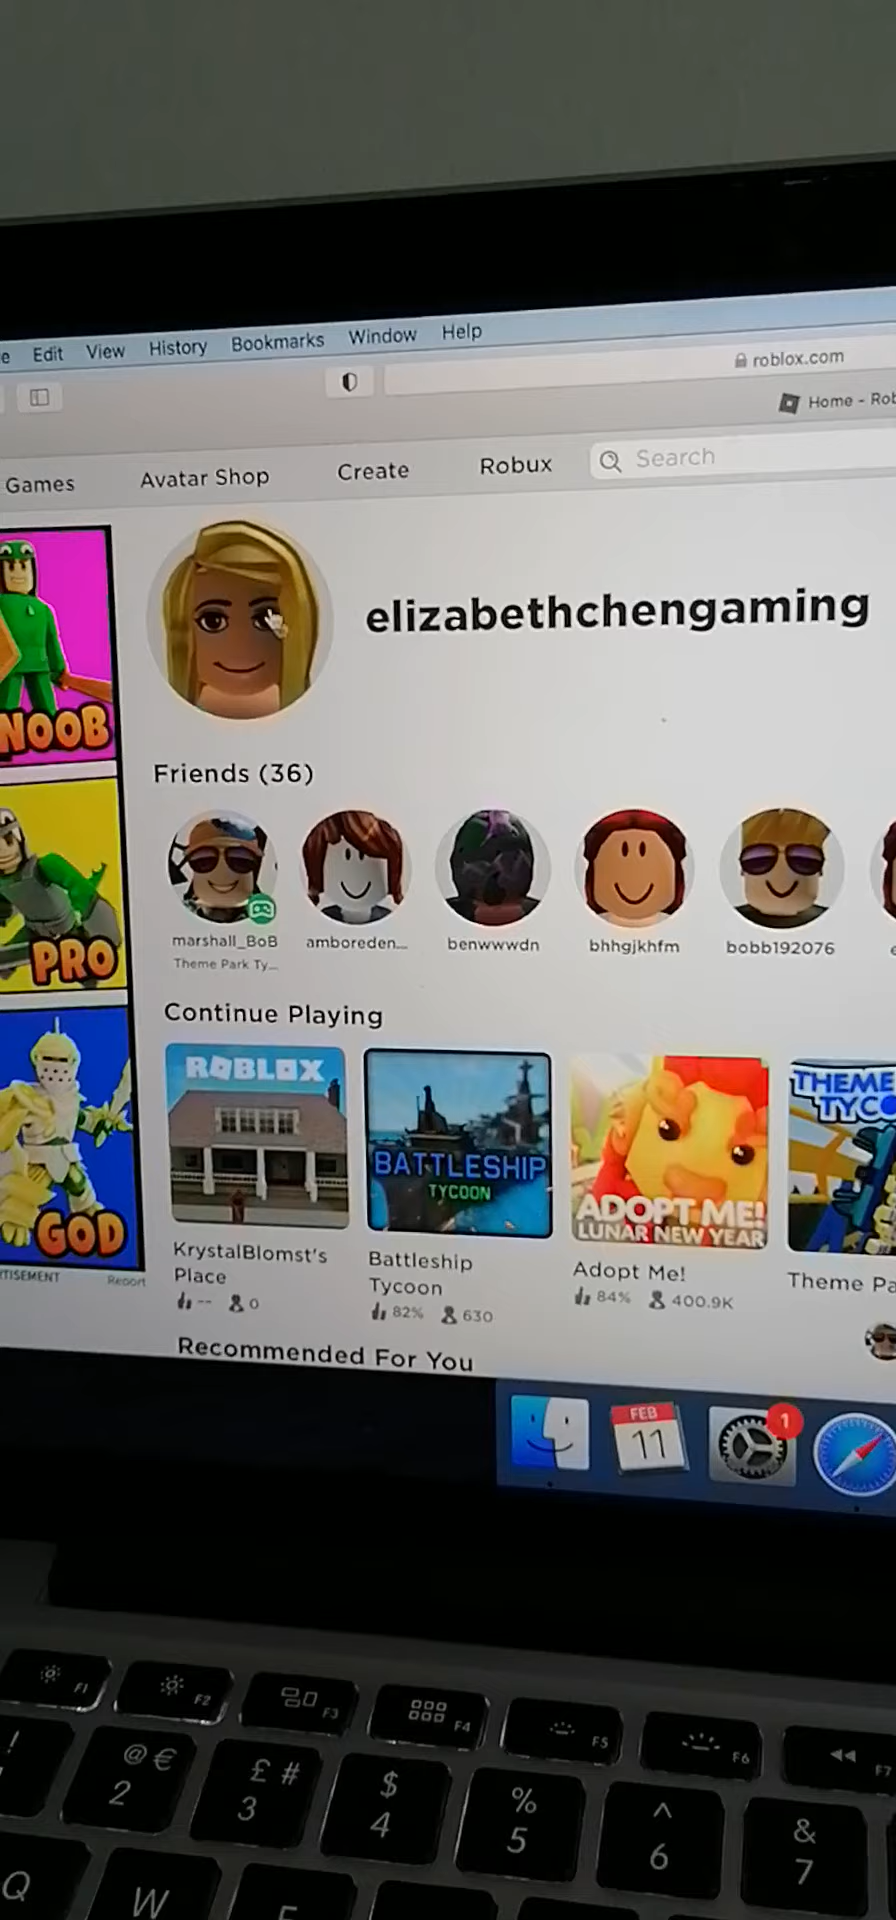 Edit View History Bookmarks Window Help
roblox.com
Home - Rob
Games Avatar Shop Create Robux Search
elizabethchengaming
NOOB
PRO
GOD
Report
Friends (36)
marshall_BoB amboreden... benwwwdn bhhgjkhfm bobb192076
Theme Park Ty...
Continue Playing
ROBLOX
BATTLESHIP
TYCOON
ADOPT ME!
LUNAR NEW YEAR
THEME
TYCO
KrystalBlomst's
Place
-- 0
Battleship
Tycoon
82% 630
Adopt Me!
84% 400.9K
Theme Pa
Recommended For You
FEB
11
1
F1 F2 F3 F4 F5 F6 F7
! @ € £ # $ % ^ &
2 3 4 5 6 7
Q W